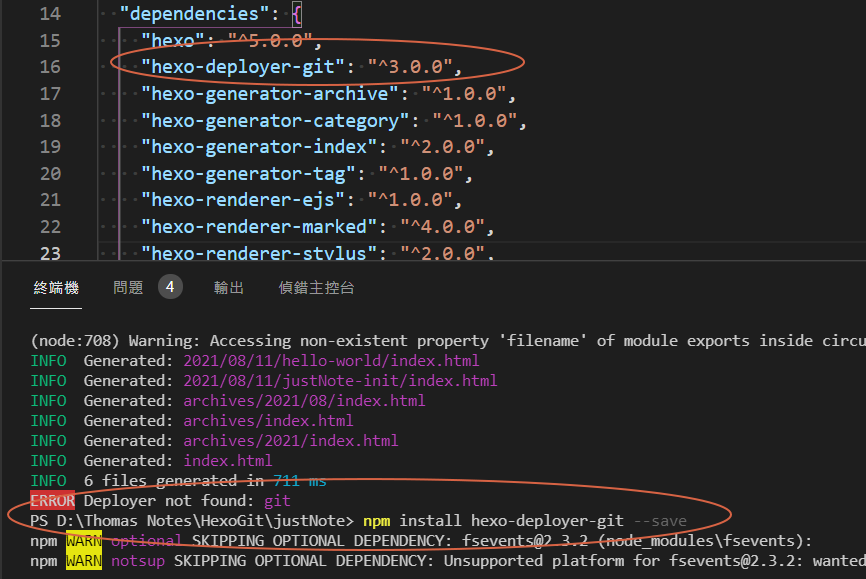 14 "dependencies": {
15 "hexo": "^5.0.0",
16 "hexo-deployer-git": "^3.0.0",
17 "hexo-generator-archive": "^1.0.0",
18 "hexo-generator-category": "^1.0.0",
19 "hexo-generator-index": "^2.0.0",
20 "hexo-generator-tag": "^1.0.0",
21 "hexo-renderer-ejs": "^1.0.0",
22 "hexo-renderer-marked": "^4.0.0",
23 "hexo-renderer-stylus": "^2.0.0",
終端機 問題 4 輸出 偵錯主控台
(node:708) Warning: Accessing non-existent property 'filename' of module exports inside circu
INFO Generated: 2021/08/11/hello-world/index.html
INFO Generated: 2021/08/11/justNote-init/index.html
INFO Generated: archives/2021/08/index.html
INFO Generated: archives/index.html
INFO Generated: archives/2021/index.html
INFO Generated: index.html
INFO 6 files generated in 711 ms
ERROR Deployer not found: git
PS D:\Thomas Notes\HexoGit\justNote> npm install hexo-deployer-git --save
npm WARN optional SKIPPING OPTIONAL DEPENDENCY: fsevents@2.3.2 (node_modules\fsevents):
npm WARN notsup SKIPPING OPTIONAL DEPENDENCY: Unsupported platform for fsevents@2.3.2: wanted